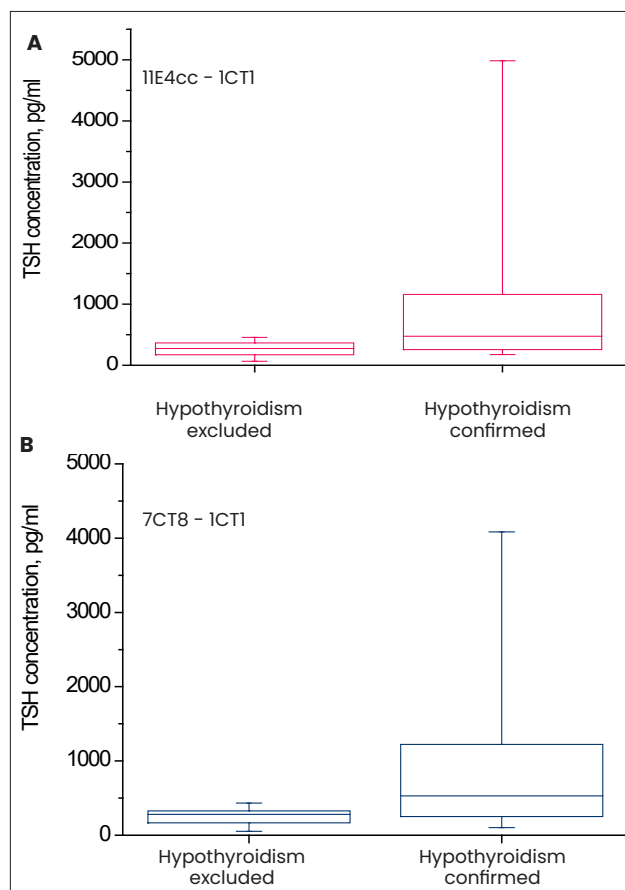 A
11E4cc - 1CT1
TSH concentration, pg/ml
5000
4000
3000
2000
1000
0
Hypothyroidism
excluded
Hypothyroidism
confirmed
B
7CT8 - 1CT1
TSH concentration, pg/ml
5000
4000
3000
2000
1000
0
Hypothyroidism
excluded
Hypothyroidism
confirmed